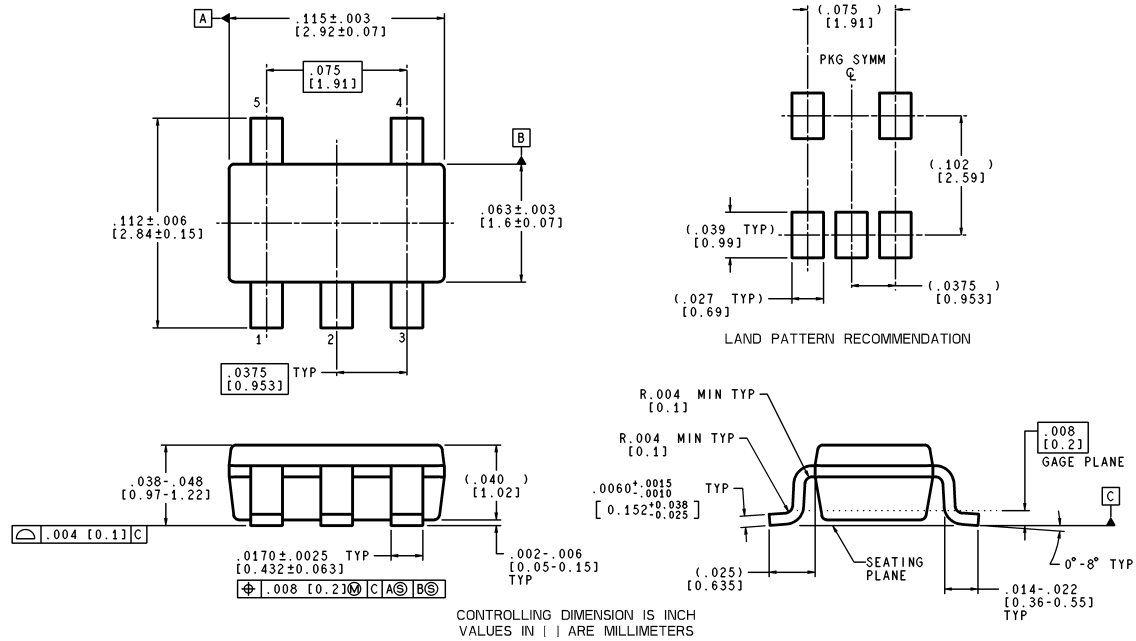 A
.115±.003
[2.92±0.07]
.075
[1.91]
5
4
B
.112±.006
[2.84±0.15]
.063±.003
[1.6±0.07]
1
2
3
.0375
[0.953]
TYP
(.075 )
[1.91]
PKG SYMM
℄
(.102 )
[2.59]
(.039 TYP)
[0.99]
(.027 TYP)
[0.69]
(.0375 )
[0.953]
LAND PATTERN RECOMMENDATION
.038-.048
[0.97-1.22]
(.040 )
[1.02]
⌓ .004 [0.1] C
.0170±.0025 TYP
[0.432±0.063]
⌖ .008 [0.2]Ⓜ C AⓈ BⓈ
.002-.006
[0.05-0.15]
TYP
R.004 MIN TYP
[0.1]
R.004 MIN TYP
[0.1]
.0060+.0015
-.0010
TYP
[0.152+0.038
-0.025]
.008
[0.2]
GAGE PLANE
C
SEATING
PLANE
0°-8° TYP
(.025)
[0.635]
.014-.022
[0.36-0.55]
TYP
CONTROLLING DIMENSION IS INCH
VALUES IN [ ] ARE MILLIMETERS